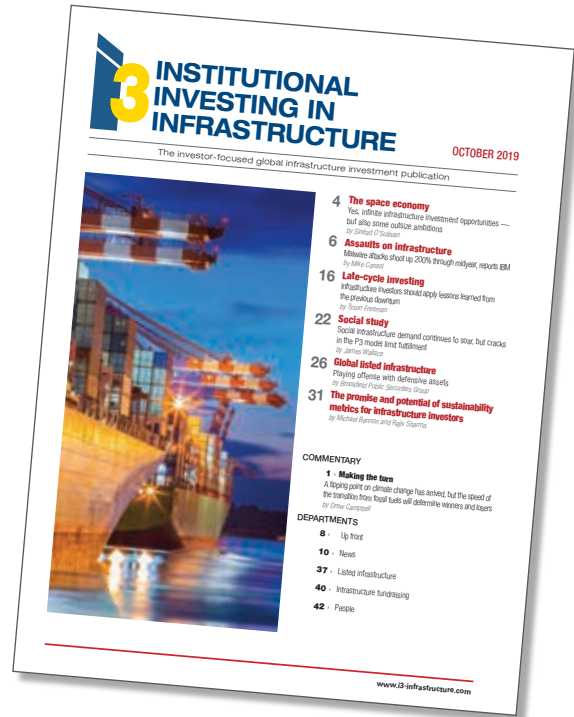 i3 INSTITUTIONAL
INVESTING IN
INFRASTRUCTURE
OCTOBER 2019
The investor-focused global infrastructure investment publication
4 The space economy
Yes, infinite infrastructure investment opportunities —
but also some outsize ambitions
by Sinéad O'Sullivan
6 Assaults on infrastructure
Malware attacks shoot up 200% through midyear, reports IBM
by Mike Consol
16 Late-cycle investing
Infrastructure investors should apply lessons learned from
the previous downturn
by Tyson Freeman
22 Social study
Social infrastructure demand continues to soar, but cracks
in the P3 model limit fulfillment
by James Wallace
26 Global listed infrastructure
Playing offense with defensive assets
by Brookfield Public Securities Group
31 The promise and potential of sustainability
metrics for infrastructure investors
by Michael Bennon and Rajiv Sharma
COMMENTARY
1 › Making the turn
A tipping point on climate change has arrived, but the speed of
the transition from fossil fuels will determine winners and losers
by Drew Campbell
DEPARTMENTS
8 › Up front
10 › News
37 › Listed infrastructure
40 › Infrastructure fundraising
42 › People
www.i3-infrastructure.com